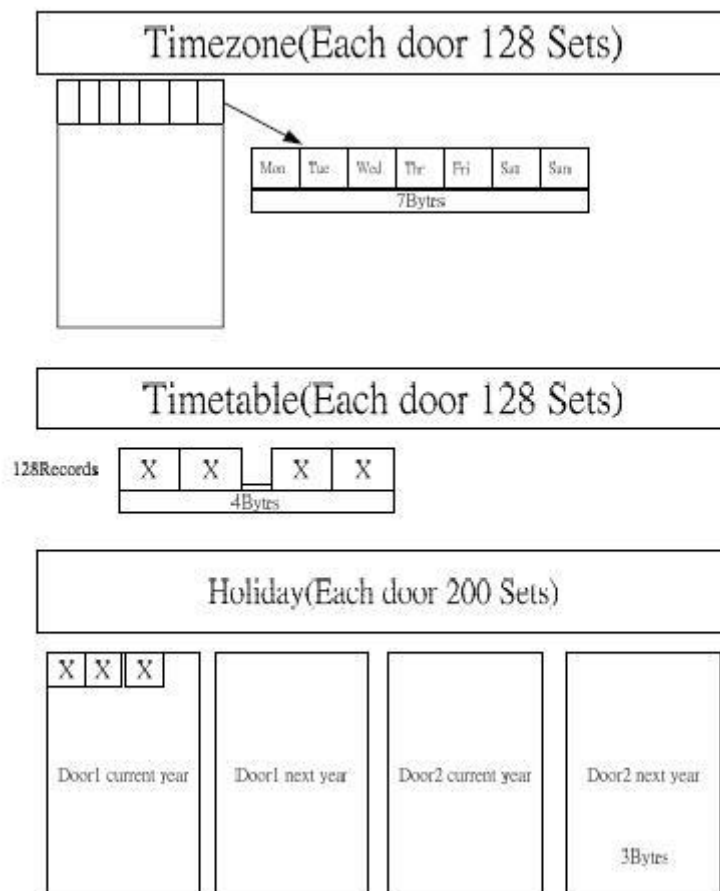 Timezone(Each door 128 Sets)
Mon Tue Wed Thr Fri Sat Sum
7Bytes
Timetable(Each door 128 Sets)
128Records X X X X
4Bytes
Holiday(Each door 200 Sets)
X X X
Door1 current year Door1 next year Door2 current year Door2 next year
3Bytes